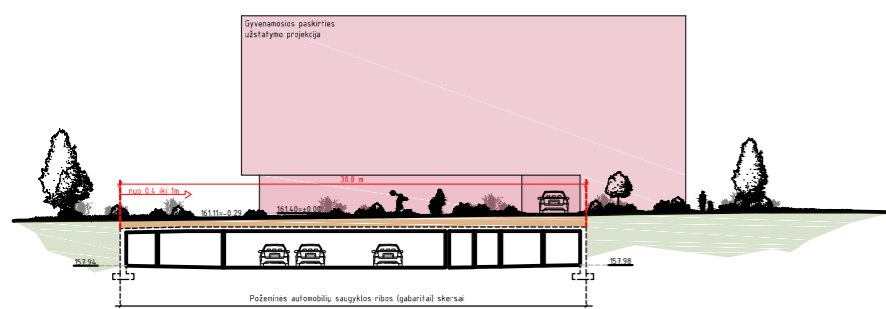 Gyvenamosios paskirties
užstatymo projekcija
30.8 m
nuo 0.4 iki 1m
161.11=-0.29
161.40=±0.00
157.94
157.98
Požeminės automobilių saugyklos ribos (gabaritai) skersai